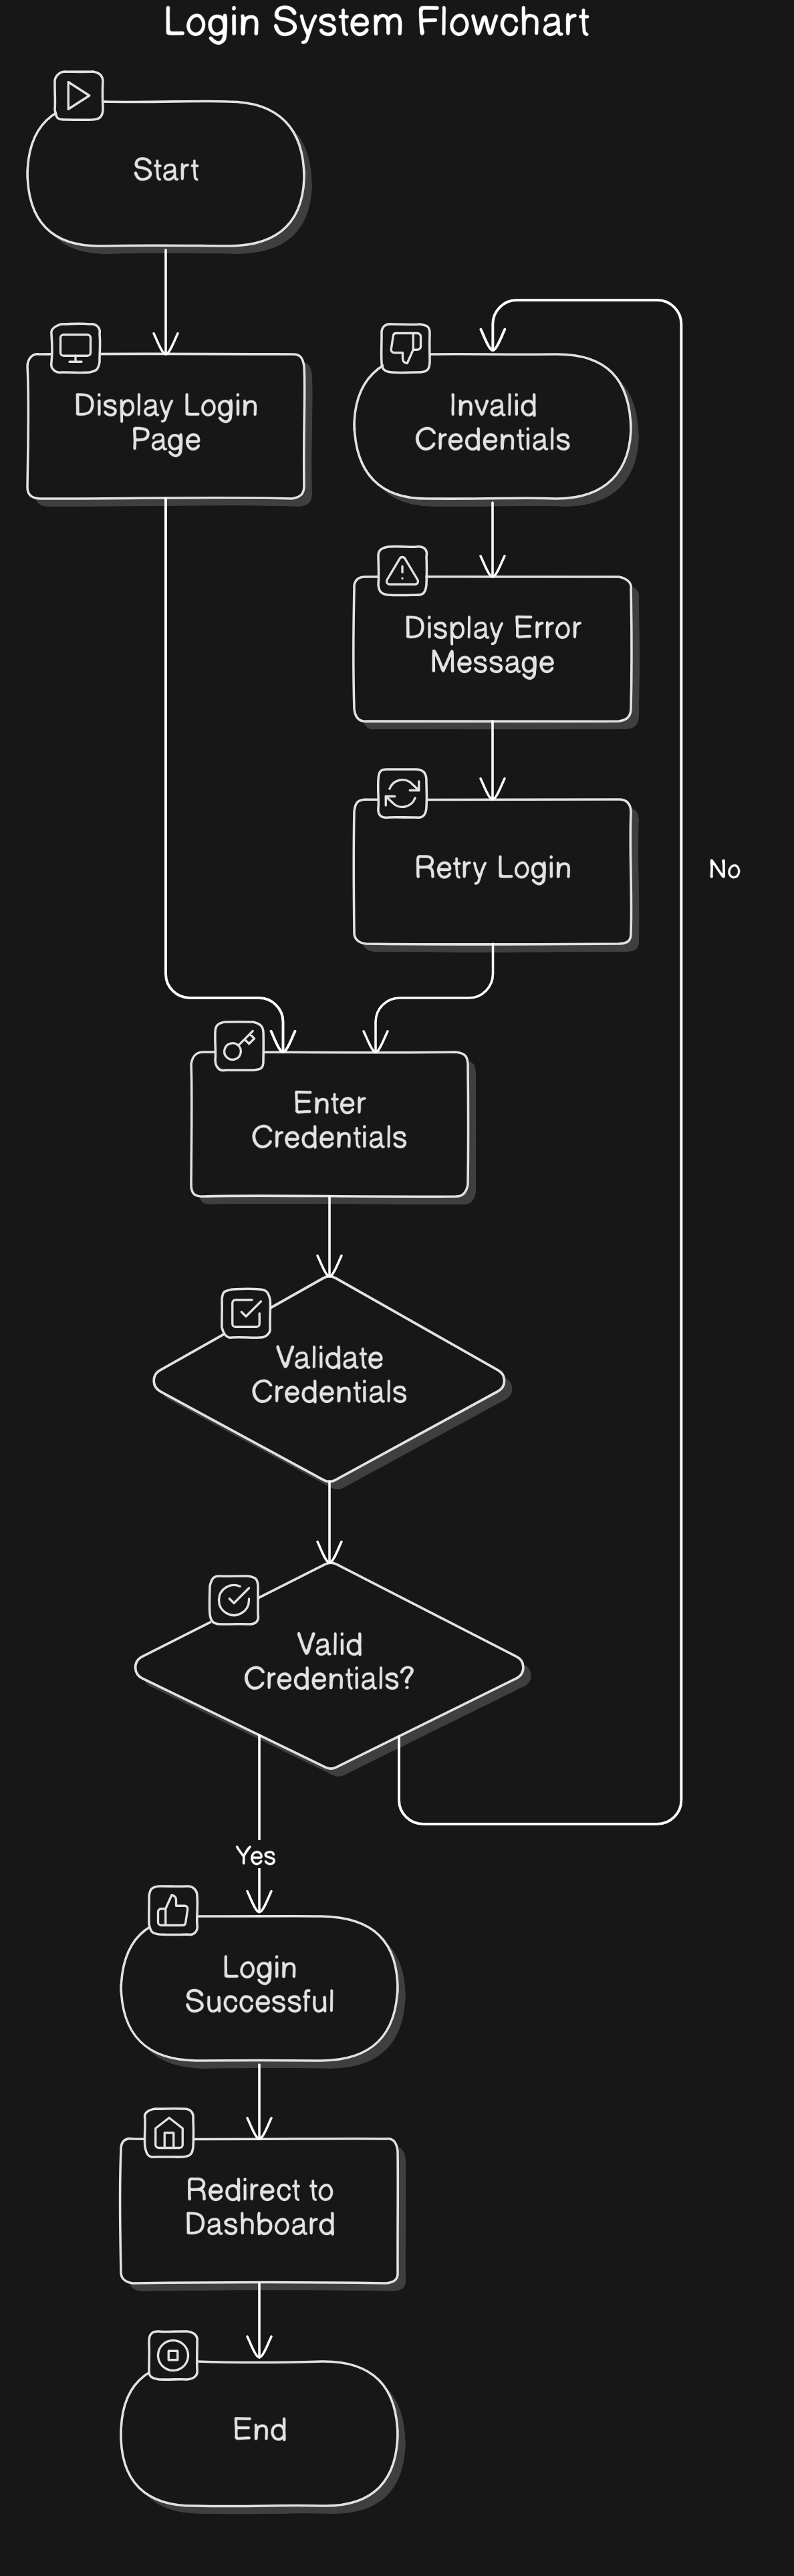 Login System Flowchart
Start
Display Login
Page
Invalid
Credentials
Display Error
Message
Retry Login
No
Enter
Credentials
Validate
Credentials
Valid
Credentials?
Yes
Login
Successful
Redirect to
Dashboard
End